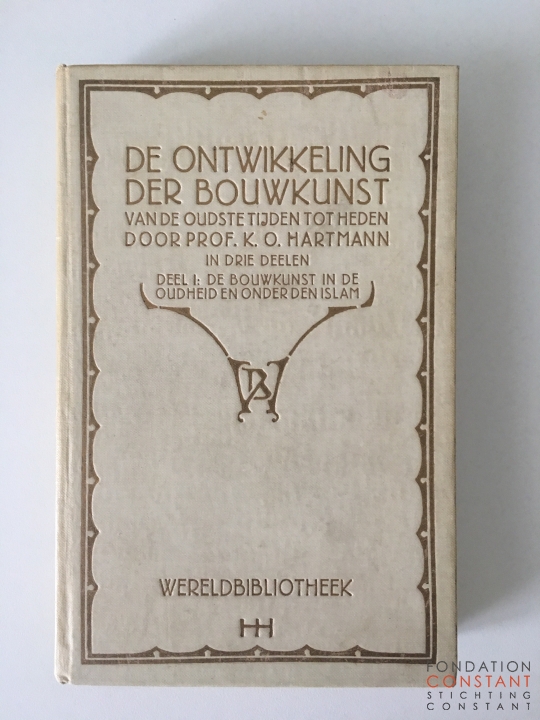 DE ONTWIKKELING
DER BOUWKUNST
VAN DE OUDSTE TIJDEN TOT HEDEN
DOOR PROF. K. O. HARTMANN
IN DRIE DEELEN
DEEL I: DE BOUWKUNST IN DE
OUDHEID EN ONDER DEN ISLAM
WERELDBIBLIOTHEEK
FONDATION
CONSTANT
STICHTING
CONSTANT